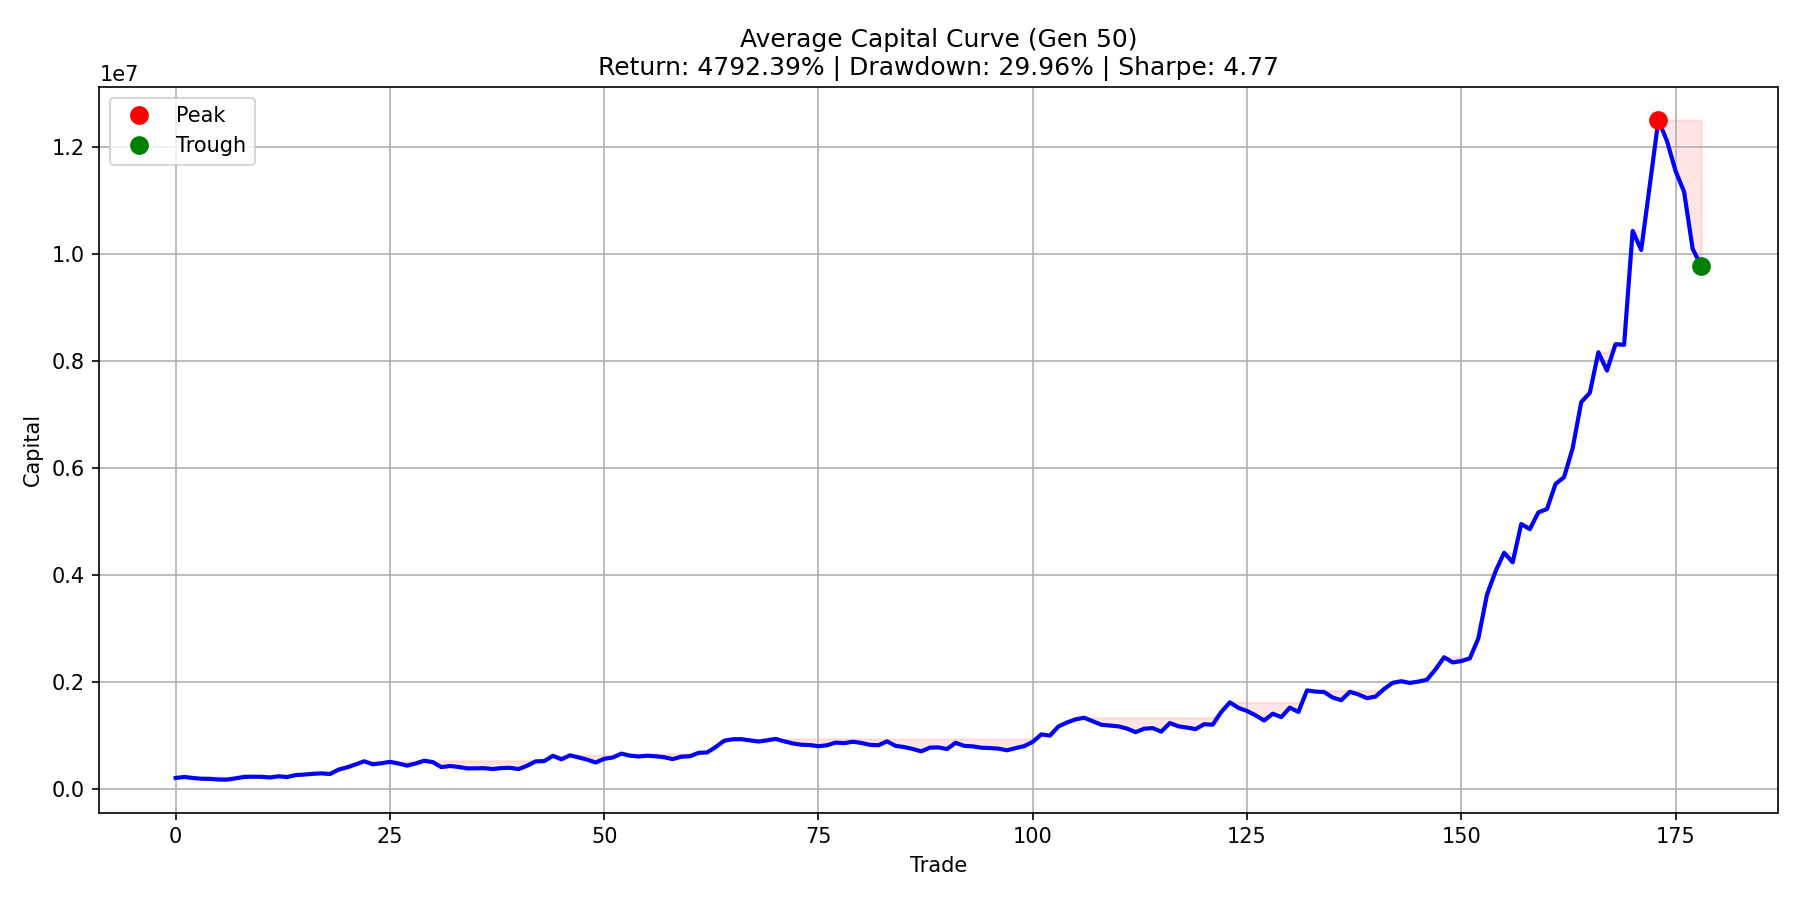 Average Capital Curve (Gen 50)
Return: 4792.39% | Drawdown: 29.96% | Sharpe: 4.77
1e7
Peak
Trough
1.2
1.0
0.8
0.6
0.4
0.2
0.0
Capital
0 25 50 75 100 125 150 175
Trade